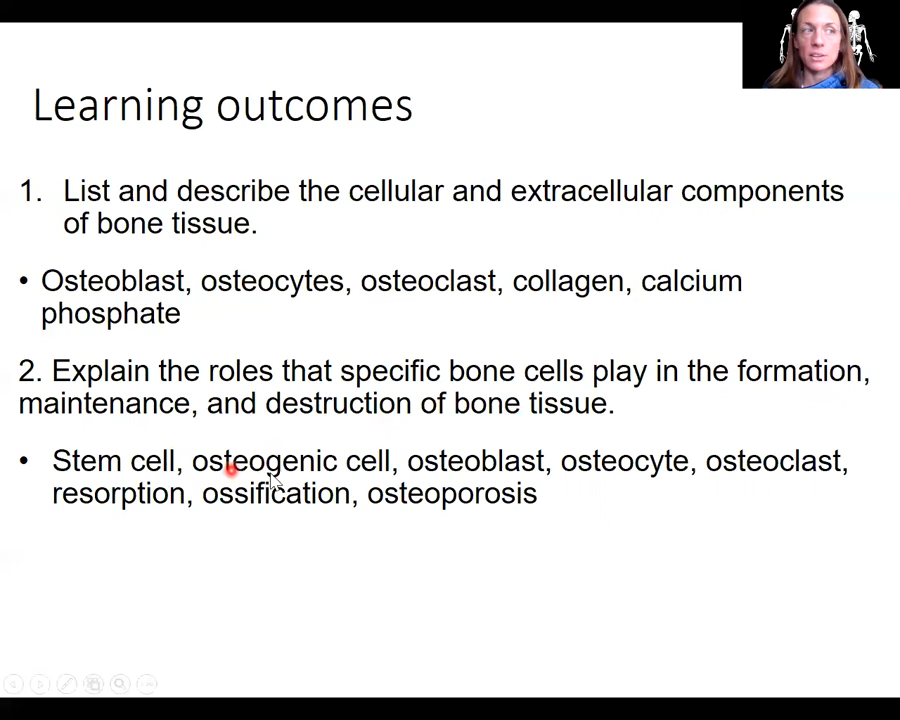 Learning outcomes
1. List and describe the cellular and extracellular components
of bone tissue.
• Osteoblast, osteocytes, osteoclast, collagen, calcium
phosphate
2. Explain the roles that specific bone cells play in the formation,
maintenance, and destruction of bone tissue.
• Stem cell, osteogenic cell, osteoblast, osteocyte, osteoclast,
resorption, ossification, osteoporosis